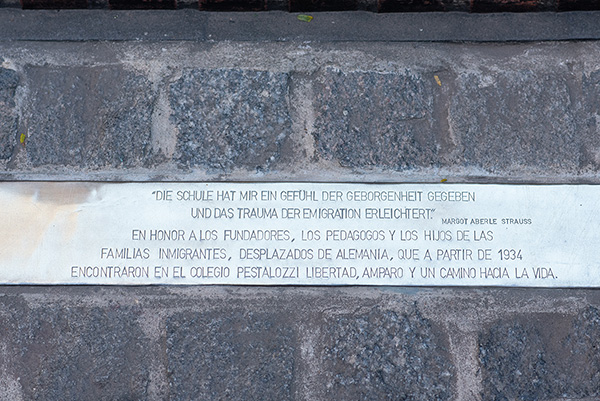 "DIE SCHULE HAT MIR EIN GEFÜHL DER GEBORGENHEIT GEGEBEN
UND DAS TRAUMA DER EMIGRATION ERLEICHTERT." MARGOT ABERLE STRAUSS
EN HONOR A LOS FUNDADORES, LOS PEDAGOGOS Y LOS HIJOS DE LAS
FAMILIAS INMIGRANTES, DESPLAZADOS DE ALEMANIA, QUE A PARTIR DE 1934
ENCONTRARON EN EL COLEGIO PESTALOZZI LIBERTAD, AMPARO Y UN CAMINO HACIA LA VIDA.